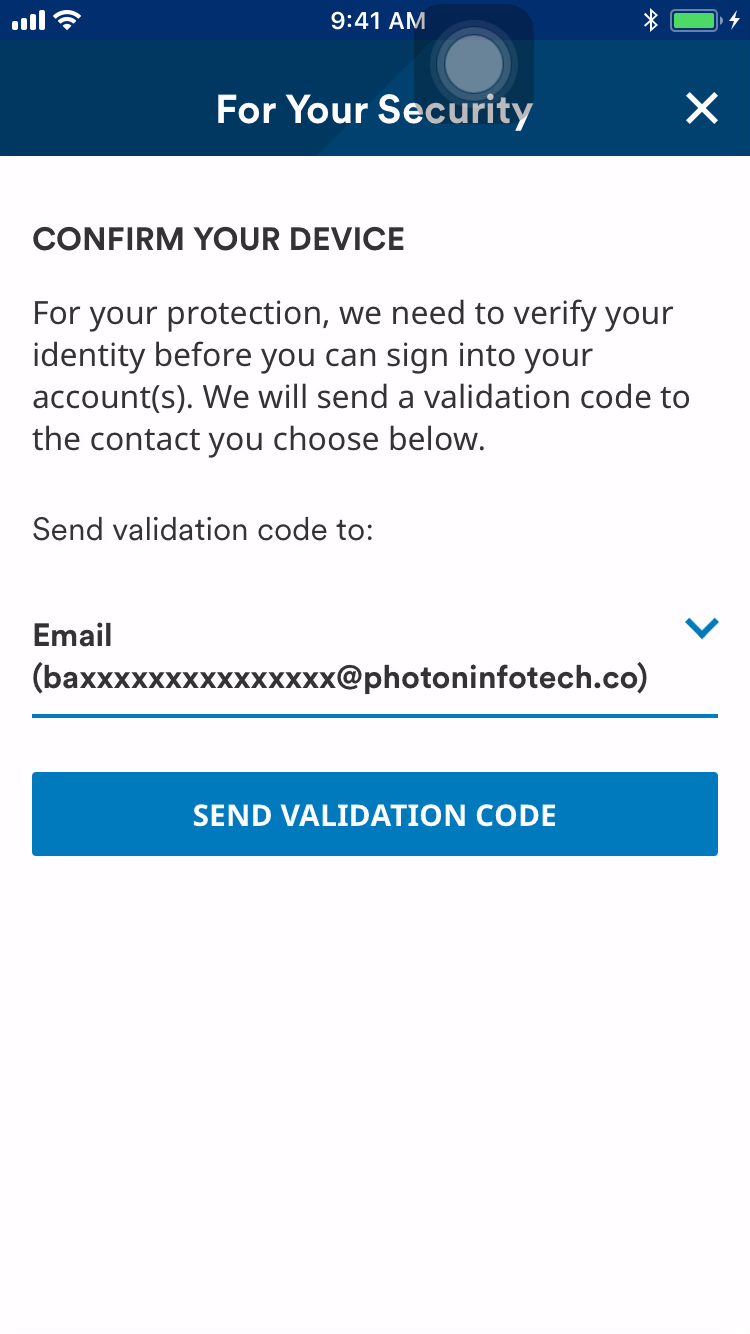 9:41 AM
For Your Security
CONFIRM YOUR DEVICE
For your protection, we need to verify your
identity before you can sign into your
account(s). We will send a validation code to
the contact you choose below.
Send validation code to:
Email
(baxxxxxxxxxxxxxxx@photoninfotech.co)
SEND VALIDATION CODE